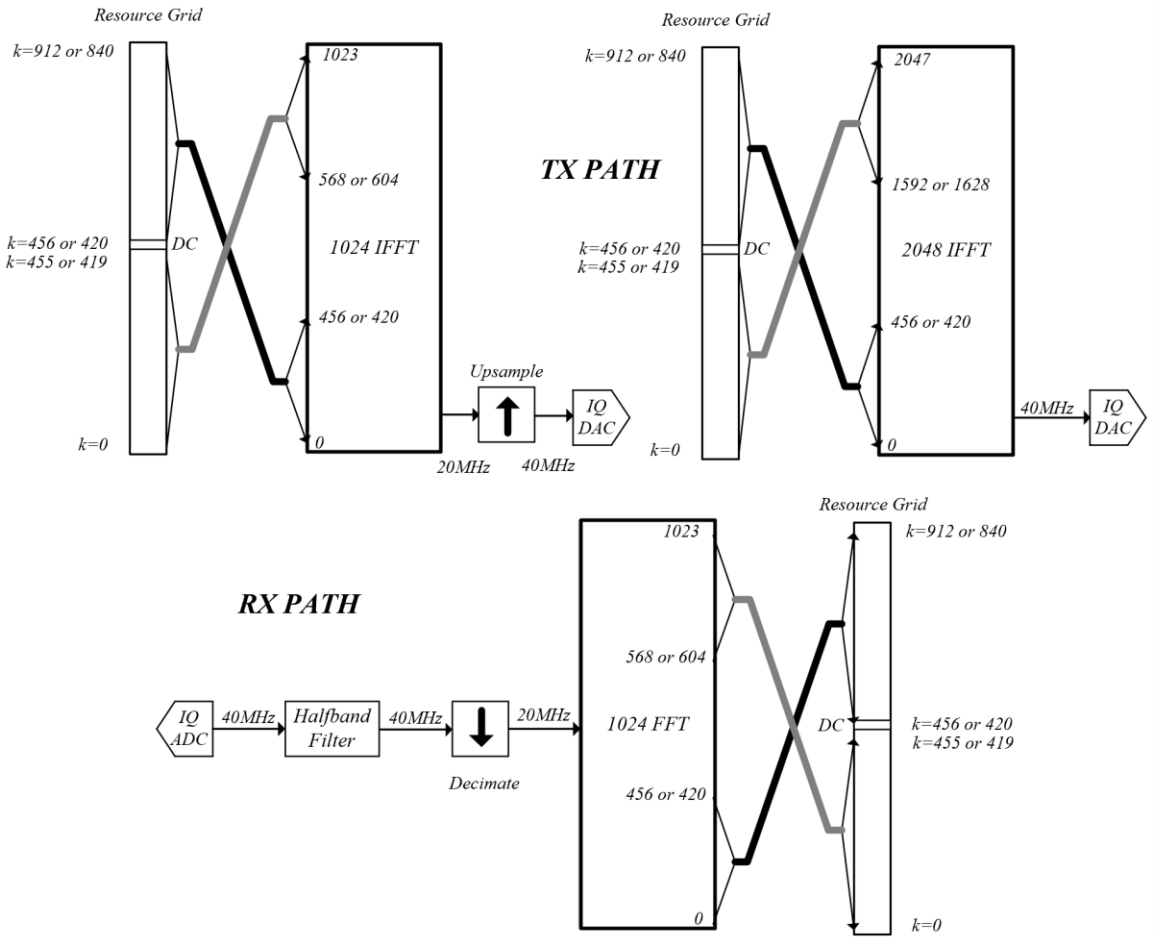 Resource Grid
k=912 or 840
k=456 or 420
k=455 or 419
DC
k=0
1023
568 or 604
1024 IFFT
456 or 420
0
Upsample
20MHz
40MHz
IQ
DAC
TX PATH
Resource Grid
k=912 or 840
k=456 or 420
k=455 or 419
DC
k=0
2047
1592 or 1628
2048 IFFT
456 or 420
0
40MHz
IQ
DAC
RX PATH
IQ
ADC
40MHz
Halfband
Filter
40MHz
Decimate
20MHz
1023
568 or 604
1024 FFT
456 or 420
0
Resource Grid
k=912 or 840
DC
k=456 or 420
k=455 or 419
k=0